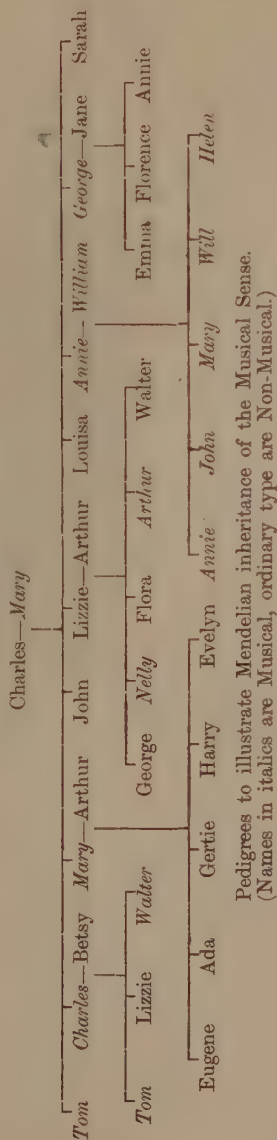 Charles—Mary
Tom Charles—Betsy Mary—Arthur John Lizzie—Arthur Louisa Annie—William George—Jane Sarah
Tom Lizzie Walter George Nelly Flora Arthur Walter Emma Florence Annie
Eugene Ada Gertie Harry Evelyn Annie John Mary Will Helen
Pedigrees to illustrate Mendelian inheritance of the Musical Sense.
(Names in italics are Musical, ordinary type are Non-Musical.)